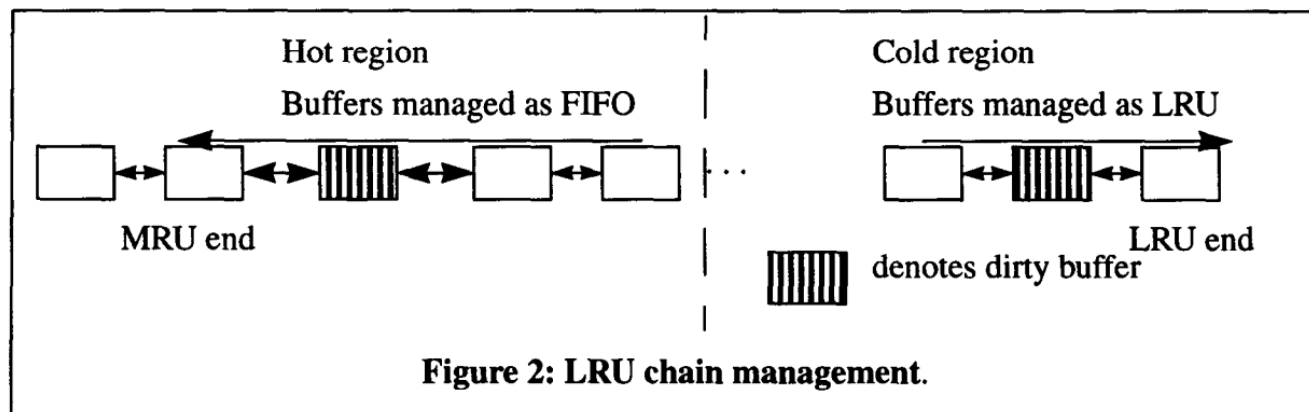 Hot region
Buffers managed as FIFO
Cold region
Buffers managed as LRU
...
MRU end
LRU end
denotes dirty buffer
Figure 2: LRU chain management.